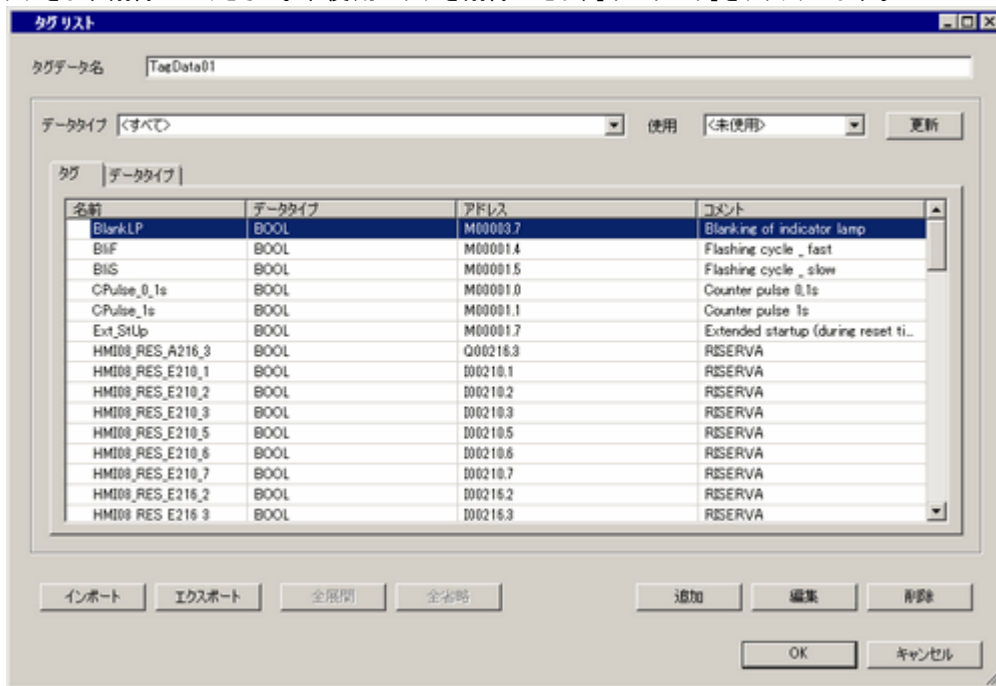 タグ リスト
タグデータ名 TagData01
データタイプ <すべて> 使用 <未使用> 更新
タグ データタイプ
名前 データタイプ アドレス コメント
BlankLP BOOL M00003.7 Blanking of indicator lamp
BliF BOOL M00001.4 Flashing cycle _ fast
BliS BOOL M00001.5 Flashing cycle _ slow
CPulse_0_1s BOOL M00001.0 Counter pulse 0,1s
CPulse_1s BOOL M00001.1 Counter pulse 1s
Ext_StUp BOOL M00001.7 Extended startup (during reset ti...
HMI08_RES_A216_3 BOOL Q00216.3 RISERVA
HMI08_RES_E210_1 BOOL I00210.1 RISERVA
HMI08_RES_E210_2 BOOL I00210.2 RISERVA
HMI08_RES_E210_3 BOOL I00210.3 RISERVA
HMI08_RES_E210_5 BOOL I00210.5 RISERVA
HMI08_RES_E210_6 BOOL I00210.6 RISERVA
HMI08_RES_E210_7 BOOL I00210.7 RISERVA
HMI08_RES_E216_2 BOOL I00216.2 RISERVA
HMI08_RES_E216_3 BOOL I00216.3 RISERVA
インポート エクスポート 全展開 全省略 追加 編集 削除
OK キャンセル